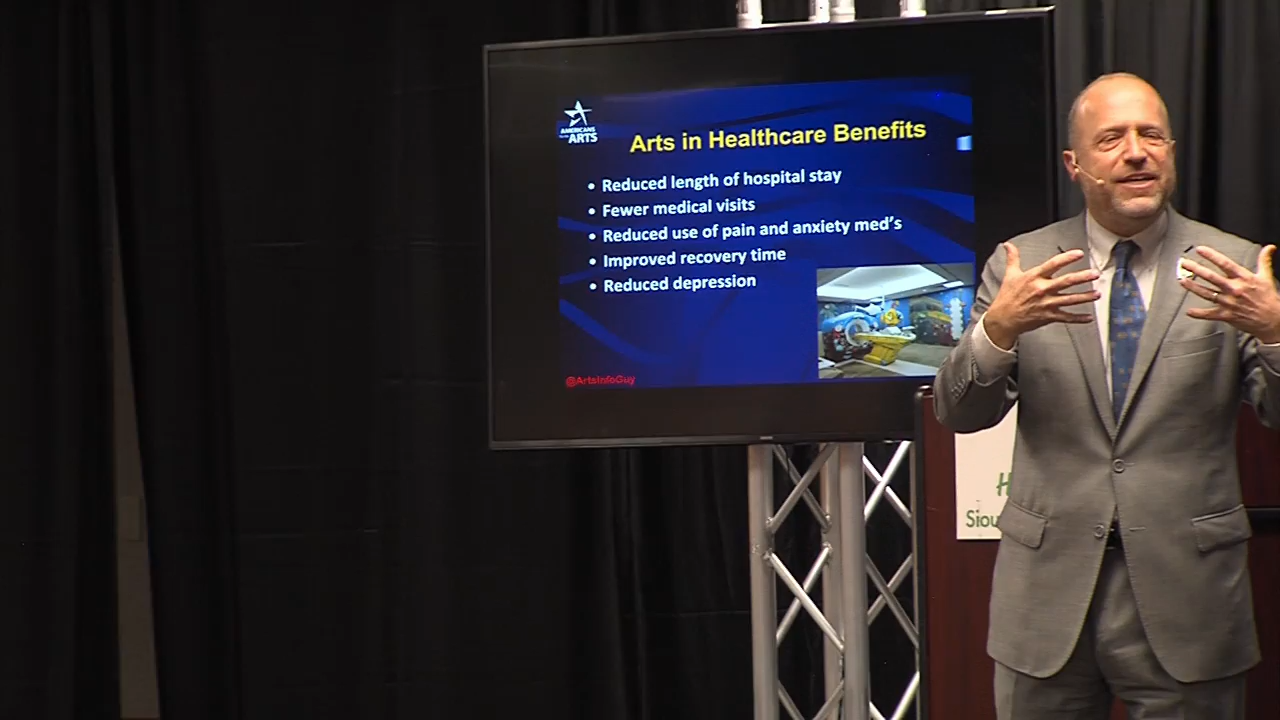 AMERICANS
ARTS
Arts in Healthcare Benefits
• Reduced length of hospital stay
• Fewer medical visits
• Reduced use of pain and anxiety med's
• Improved recovery time
• Reduced depression
@ArtsInfoGuy
H
Siou